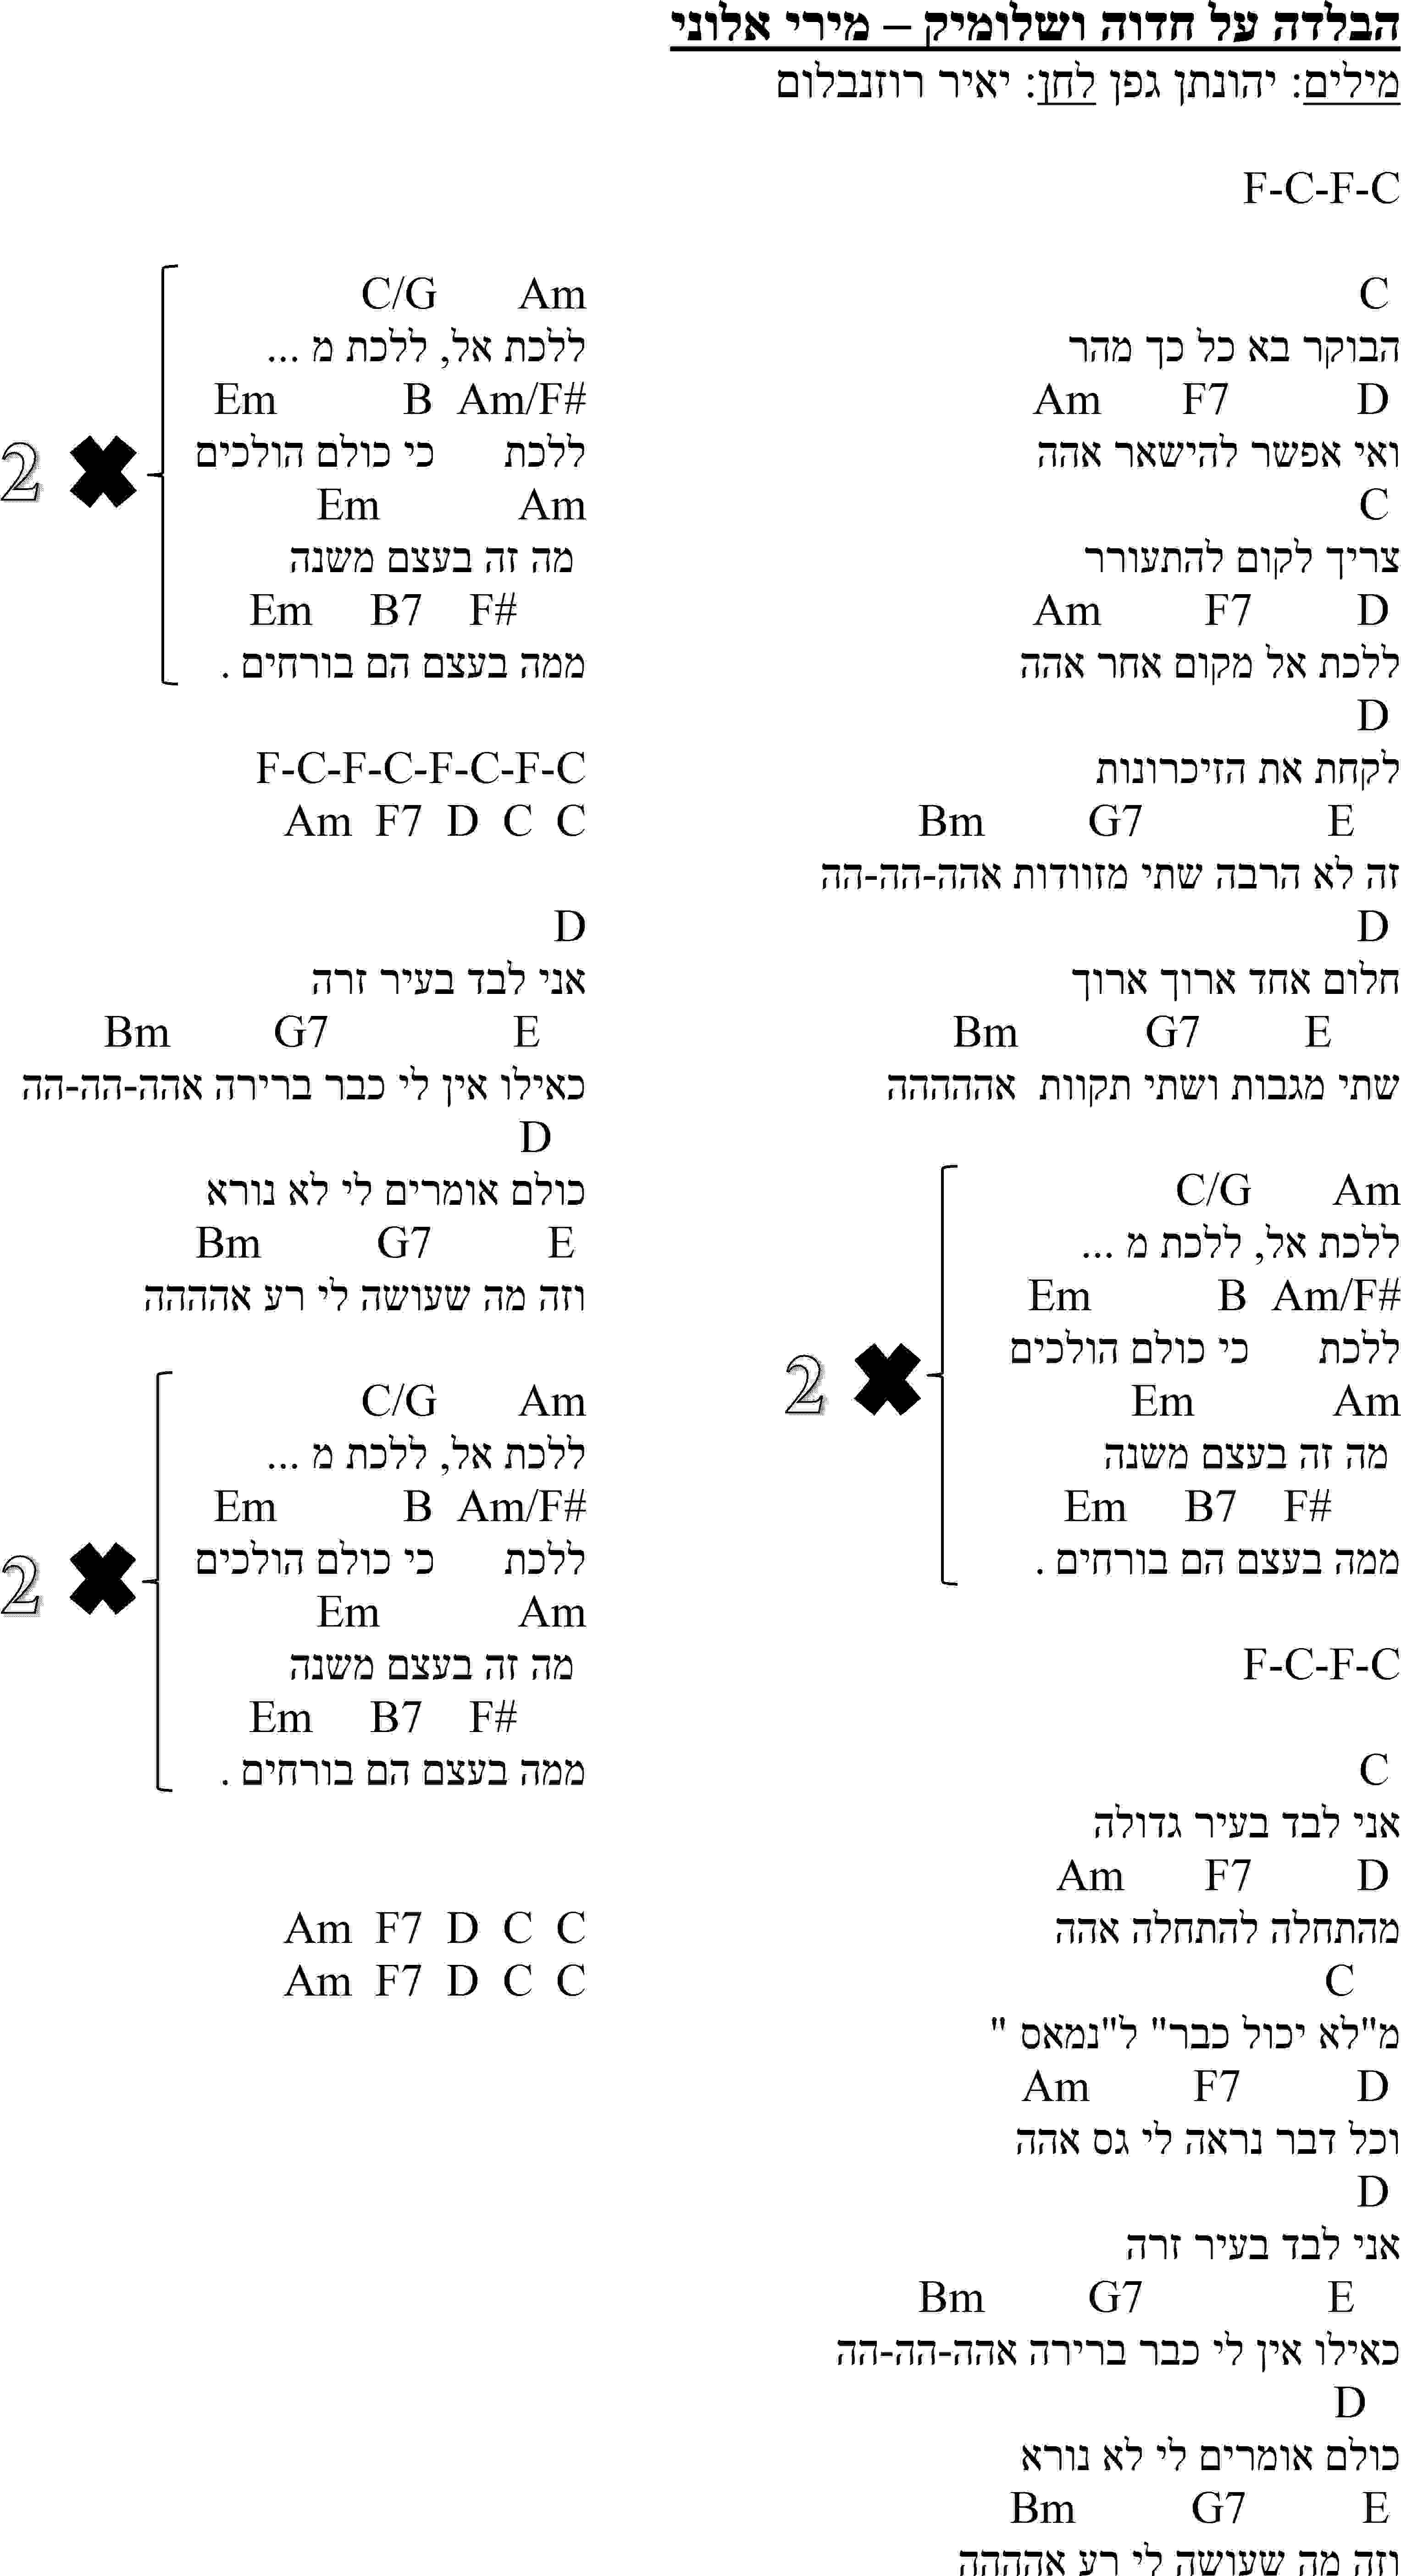 הבלדה על חדוה ושלומיק – מירי אלוני
מילים: יהונתן גפן לחן: יאיר רוזנבלום
F-C-F-C
C
הבוקר בא כל כך מהר
Am F7 D
ואי אפשר להישאר אהה
C
צריך לקום להתעורר
Am F7 D
ללכת אל מקום אחר אהה
D
לקחת את הזיכרונות
Bm G7 E
זה לא הרבה שתי מזוודות אהה-הה-הה
D
חלום אחד ארוך ארוך
Bm G7 E
שתי מגבות ושתי תקוות אההההה
C/G Am
ללכת אל, ללכת מ ...
Em B Am/F#
ללכת כי כולם הולכים
Em Am
מה זה בעצם משנה
Em B7 F#
ממה בעצם הם בורחים .
2 ✖
F-C-F-C
C
אני לבד בעיר גדולה
Am F7 D
מהתחלה להתחלה אהה
C
מ"לא יכול כבר" ל"נמאס "
Am F7 D
וכל דבר נראה לי גס אהה
D
אני לבד בעיר זרה
Bm G7 E
כאילו אין לי כבר ברירה אהה-הה-הה
D
כולם אומרים לי לא נורא
Bm G7 E
וזה מה שעושה לי רע אההההה
C/G Am
ללכת אל, ללכת מ ...
Em B Am/F#
ללכת כי כולם הולכים
Em Am
מה זה בעצם משנה
Em B7 F#
ממה בעצם הם בורחים .
2 ✖
F-C-F-C-F-C-F-C
Am F7 D C C
D
אני לבד בעיר זרה
Bm G7 E
כאילו אין לי כבר ברירה אהה-הה-הה
D
כולם אומרים לי לא נורא
Bm G7 E
וזה מה שעושה לי רע אההההה
C/G Am
ללכת אל, ללכת מ ...
Em B Am/F#
ללכת כי כולם הולכים
Em Am
מה זה בעצם משנה
Em B7 F#
ממה בעצם הם בורחים .
2 ✖
Am F7 D C C
Am F7 D C C